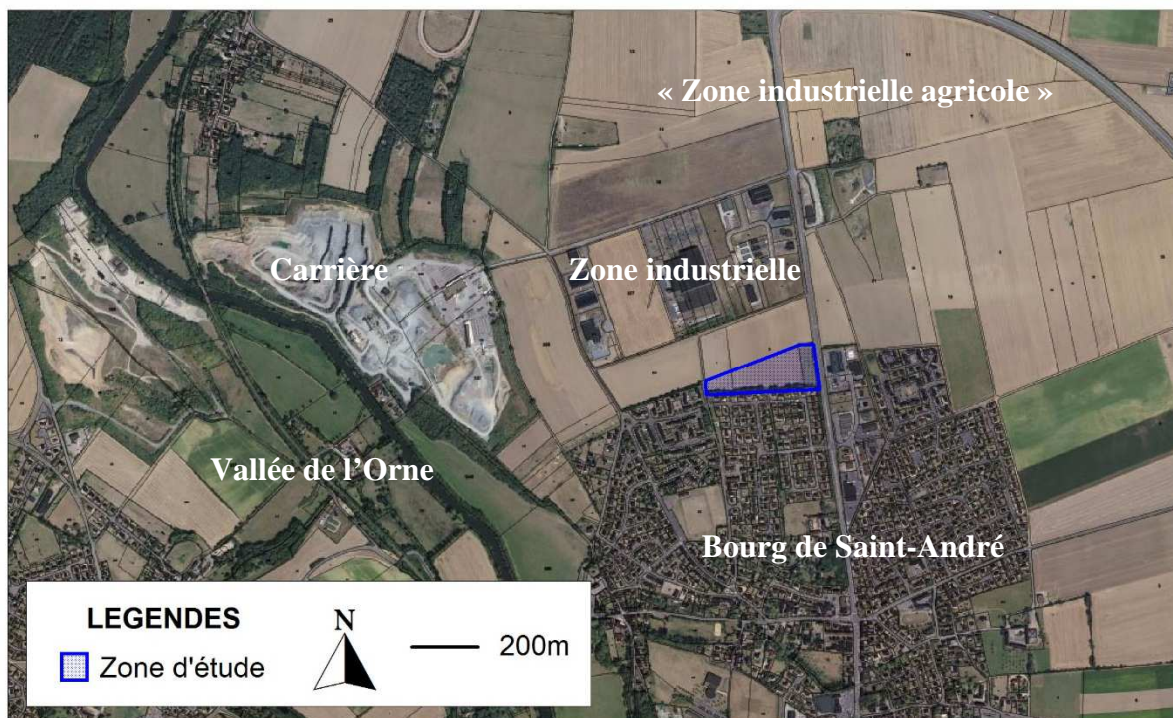 « Zone industrielle agricole »
Carrière
Zone industrielle
Vallée de l’Orne
Bourg de Saint-André
LEGENDES
N
200m
Zone d'étude